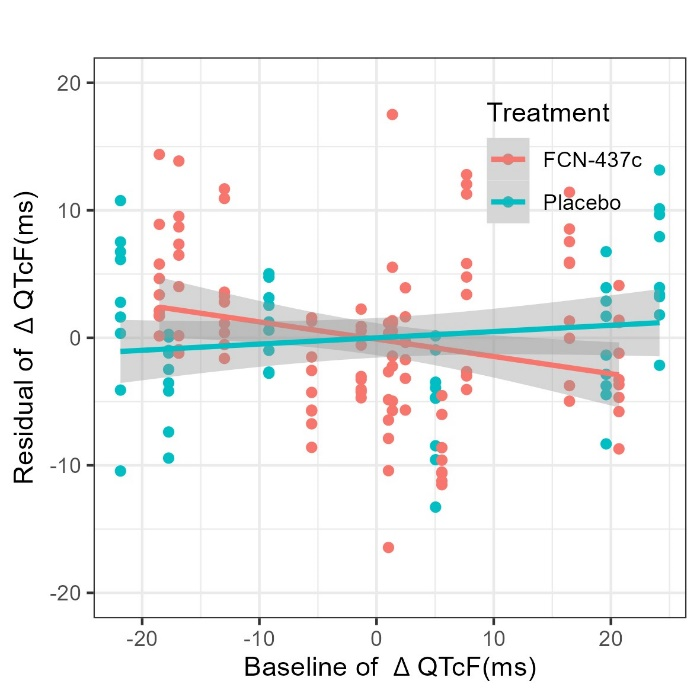 Treatment
FCN-437c
Placebo
20
10
0
-10
-20
Residual of Δ QTcF(ms)
-20
-10
0
10
20
Baseline of Δ QTcF(ms)